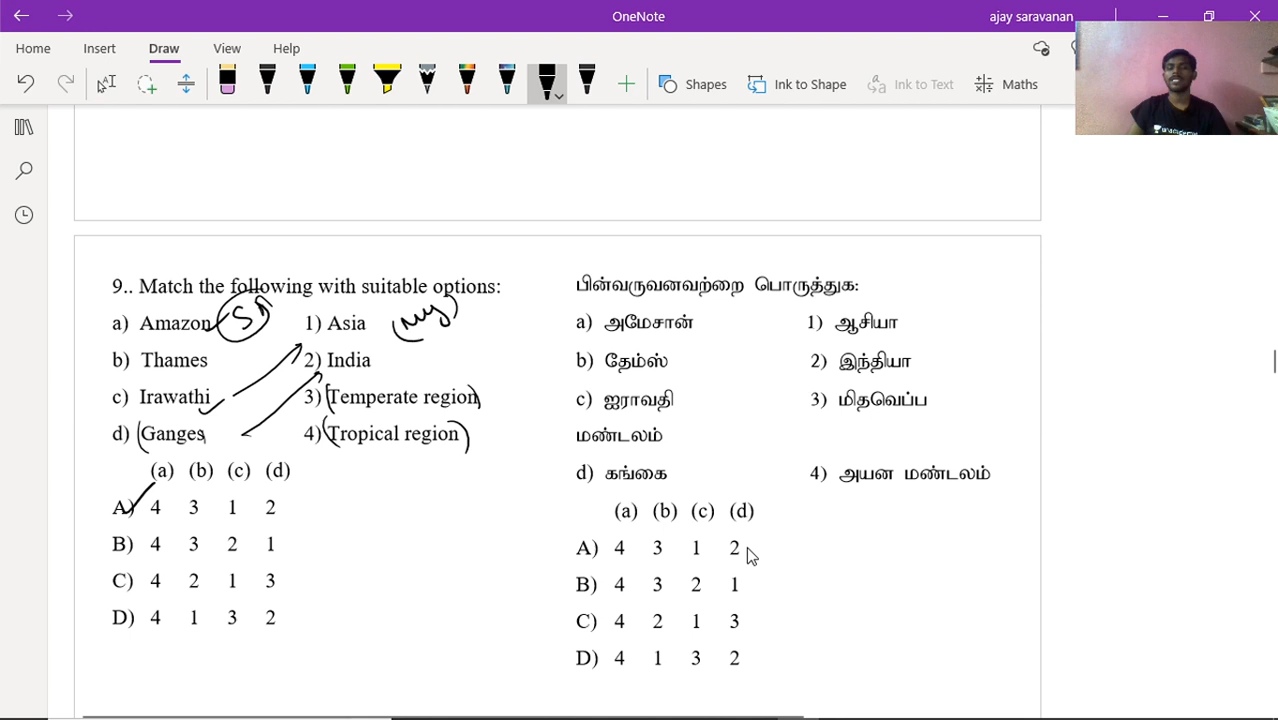 OneNote
ajay saravanan
Home Insert Draw View Help
Shapes Ink to Shape Ink to Text Maths
9.. Match the following with suitable options:
a) Amazon SA 1) Asia (My)
b) Thames 2) India
c) Irawathi 3) Temperate region
d) Ganges 4) Tropical region
(a) (b) (c) (d)
A) 4 3 1 2
B) 4 3 2 1
C) 4 2 1 3
D) 4 1 3 2
பின்வருவனவற்றை பொருத்துக:
a) அமேசான் 1) ஆசியா
b) தேம்ஸ் 2) இந்தியா
c) ஐராவதி 3) மிதவெப்ப
மண்டலம்
d) கங்கை 4) அயன மண்டலம்
(a) (b) (c) (d)
A) 4 3 1 2
B) 4 3 2 1
C) 4 2 1 3
D) 4 1 3 2